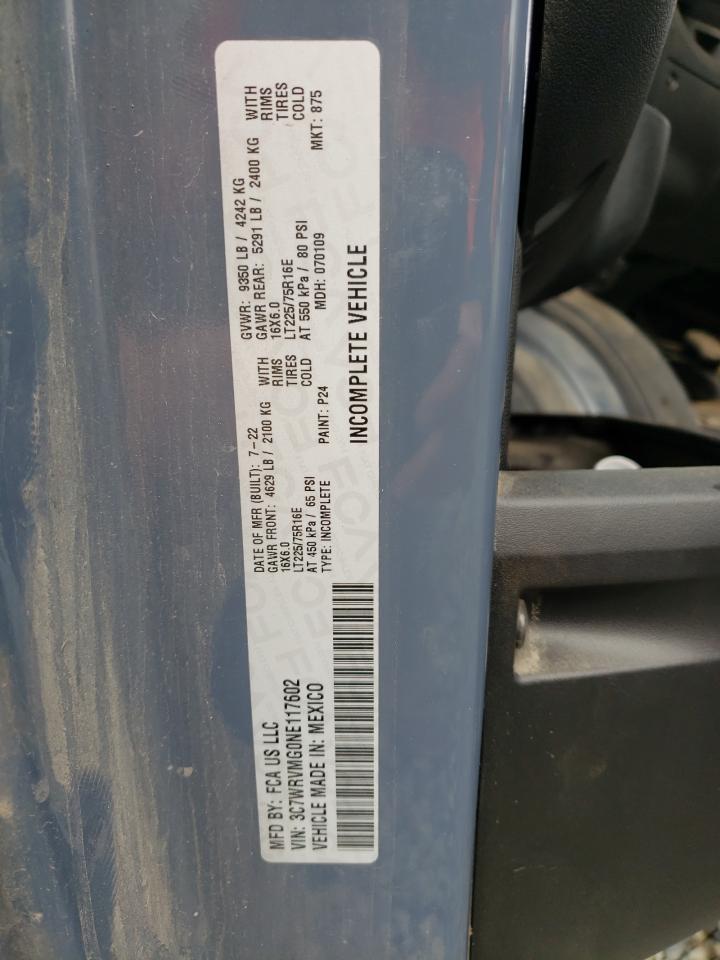 MFD BY: FCA US LLC
DATE OF MFR (BUILT): 7-22
GVWR: 9350 LB / 4242 KG
VIN: 3C7WRVMG0NE117602
GAWR FRONT: 4629 LB / 2100 KG WITH
GAWR REAR: 5291 LB / 2400 KG WITH
VEHICLE MADE IN: MEXICO
16X6.0 RIMS
16X6.0 RIMS
LT225/75R16E TIRES
LT225/75R16E TIRES
AT 450 kPa / 65 PSI COLD
AT 550 kPa / 80 PSI COLD
TYPE: INCOMPLETE PAINT: P24 MDH: 070109 MKT: 875
INCOMPLETE VEHICLE